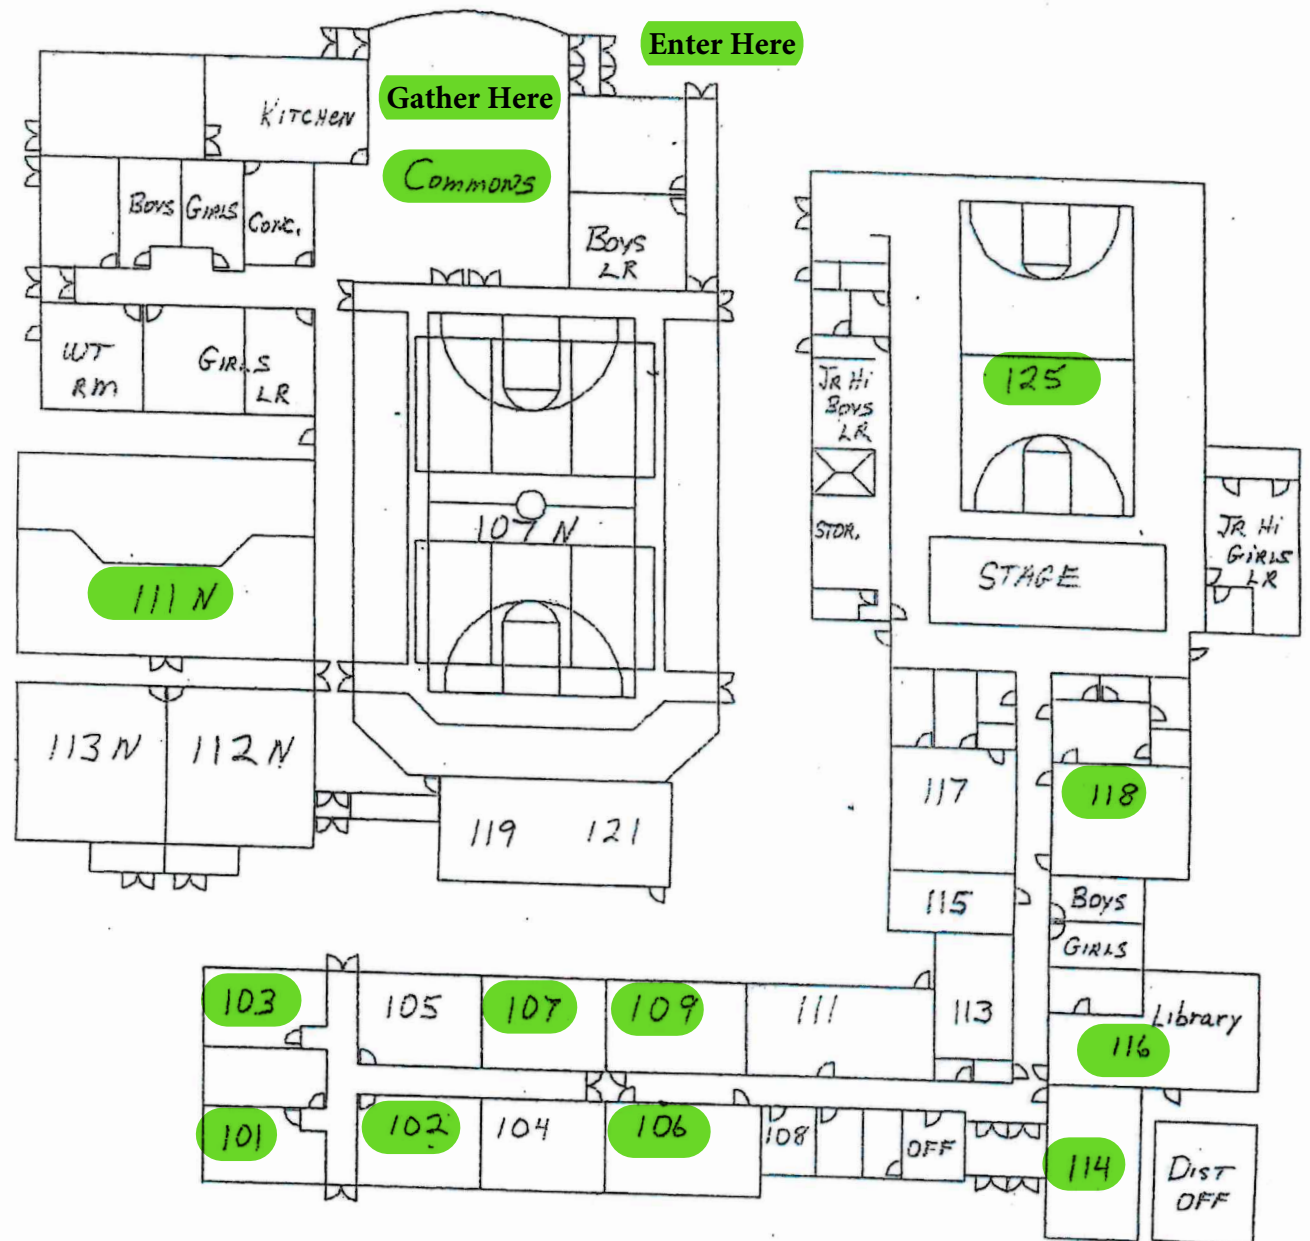 Enter Here
Gather Here
KITCHEN
Commons
BOYS
GIRLS
CONC.
BOYS
LR
WT
RM
GIRLS
LR
125
JR Hi
BOYS
LR
STOR.
107 N
STAGE
JR Hi
GIRLS
LR
111 N
113 N
112 N
117
118
119
121
115
BOYS
GIRLS
103
105
107
109
111
113
Library
116
101
102
104
106
108
OFF
114
DIST
OFF